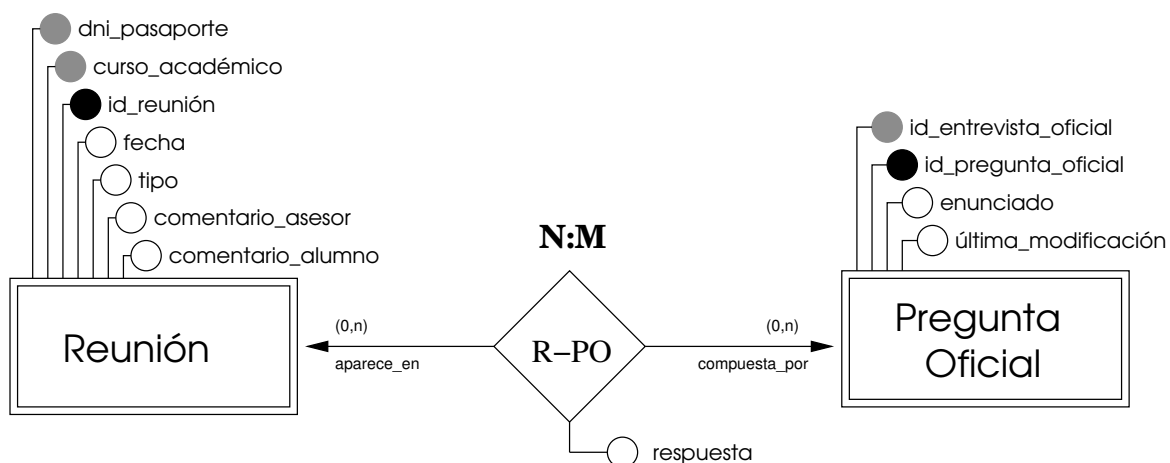 dni_pasaporte
curso_académico
id_reunión
fecha
tipo
comentario_asesor
comentario_alumno
Reunión
N:M
(0,n)
aparece_en
R–PO
(0,n)
compuesta_por
respuesta
id_entrevista_oficial
id_pregunta_oficial
enunciado
última_modificación
Pregunta
Oficial